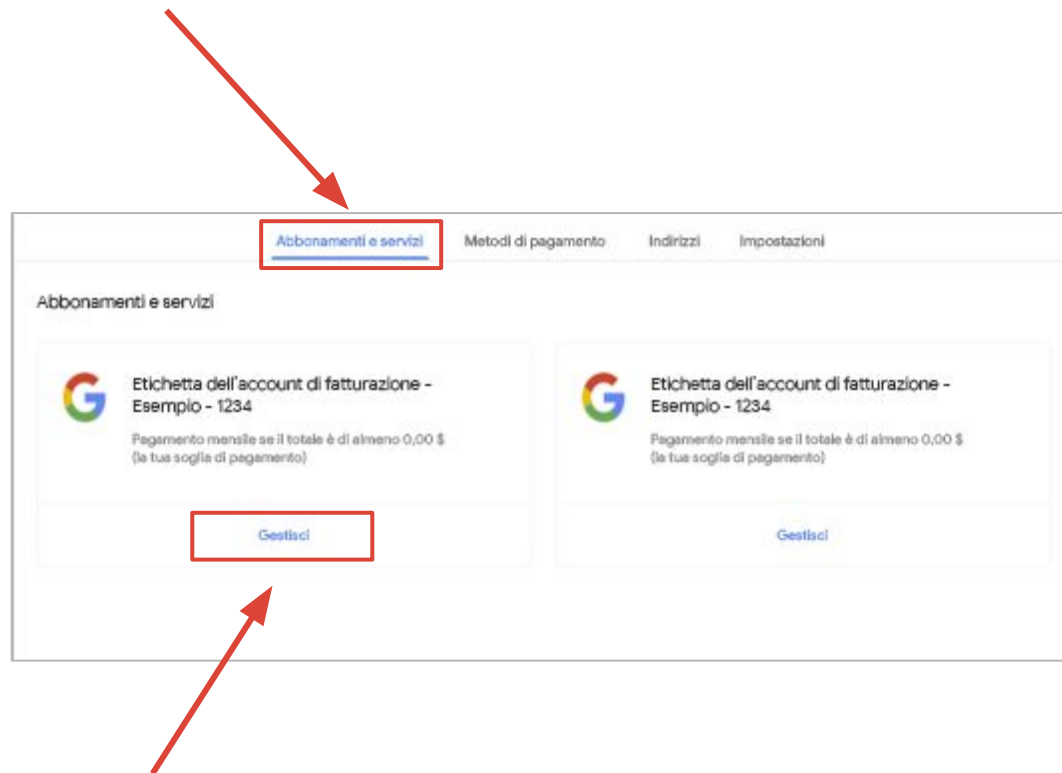 Abbonamenti e servizi Metodi di pagamento Indirizzi Impostazioni
Abbonamenti e servizi
Etichetta dell'account di fatturazione -
Esempio - 1234
Pagamento mensile se il totale è di almeno 0,00 $
(la tua soglia di pagamento)
Gestisci
Etichetta dell'account di fatturazione -
Esempio - 1234
Pagamento mensile se il totale è di almeno 0,00 $
(la tua soglia di pagamento)
Gestisci